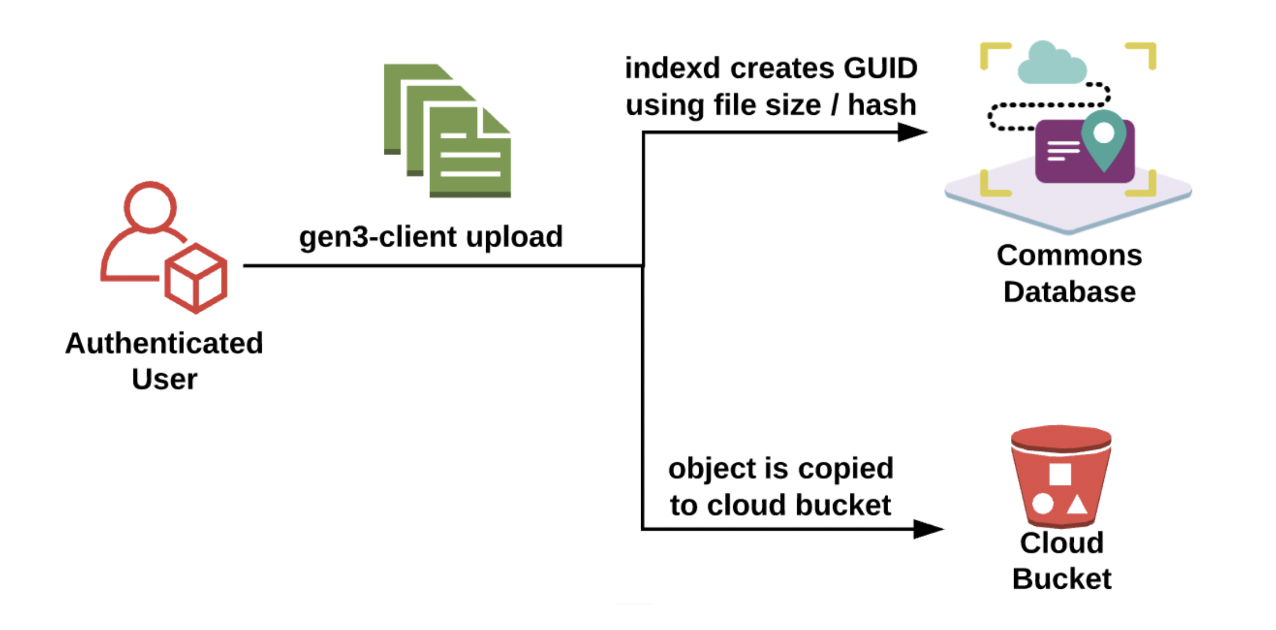 indexd creates GUID
using file size / hash
gen3-client upload
Authenticated
User
Commons
Database
object is copied
to cloud bucket
Cloud
Bucket